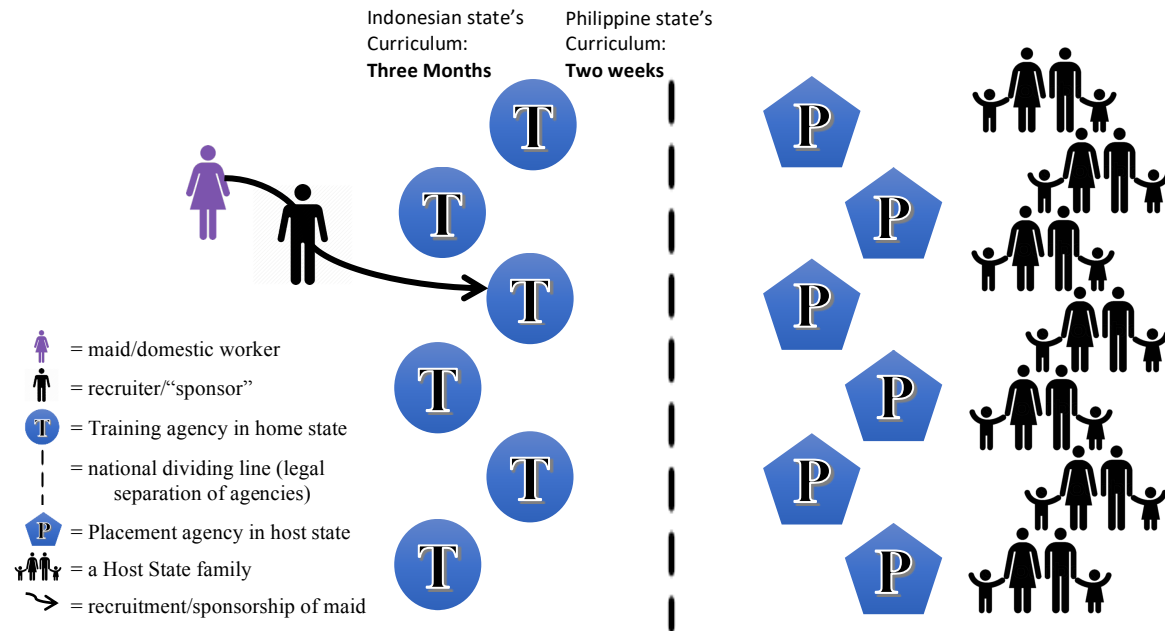 Indonesian state's
Curriculum:
Three Months
Philippine state's
Curriculum:
Two weeks
T
P
T
P
T
P
T
P
T
P
T
P
= maid/domestic worker
= recruiter/“sponsor”
T = Training agency in home state
= national dividing line (legal
separation of agencies)
P = Placement agency in host state
= a Host State family
= recruitment/sponsorship of maid